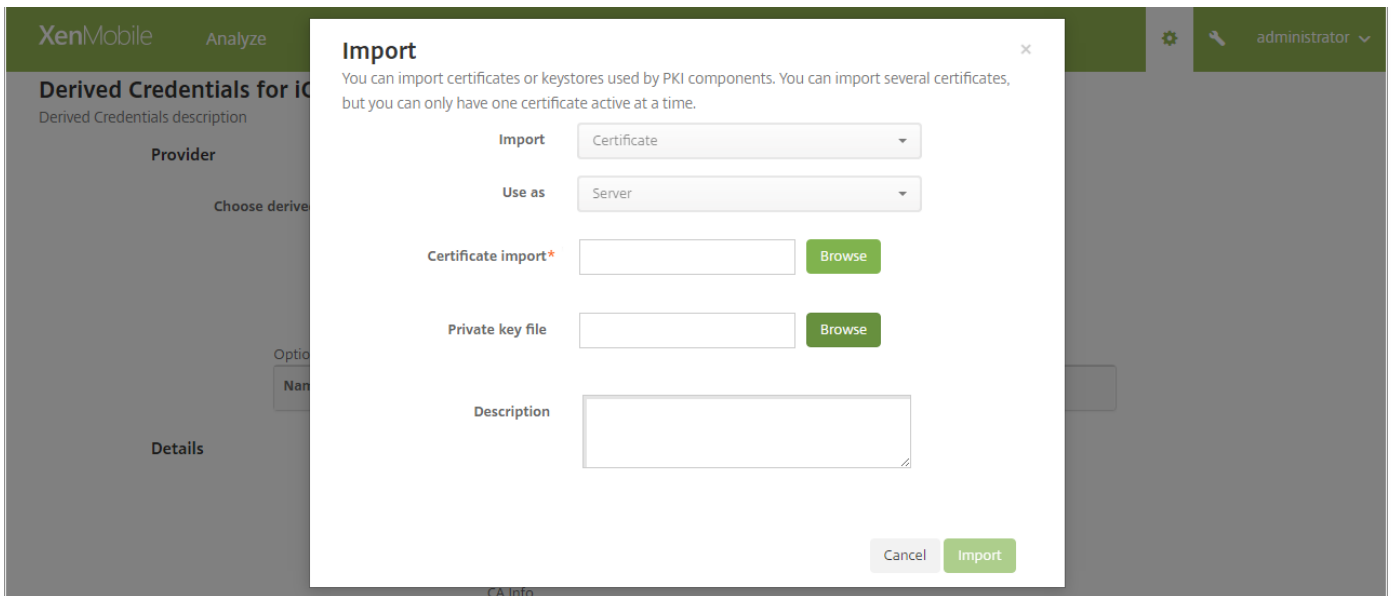 XenMobile Analyze administrator
Derived Credentials for iC
Derived Credentials description
Provider
Choose derive
Optio
Nam
Details
CA Info
Import
You can import certificates or keystores used by PKI components. You can import several certificates,
but you can only have one certificate active at a time.
Import Certificate
Use as Server
Certificate import* Browse
Private key file Browse
Description
Cancel Import